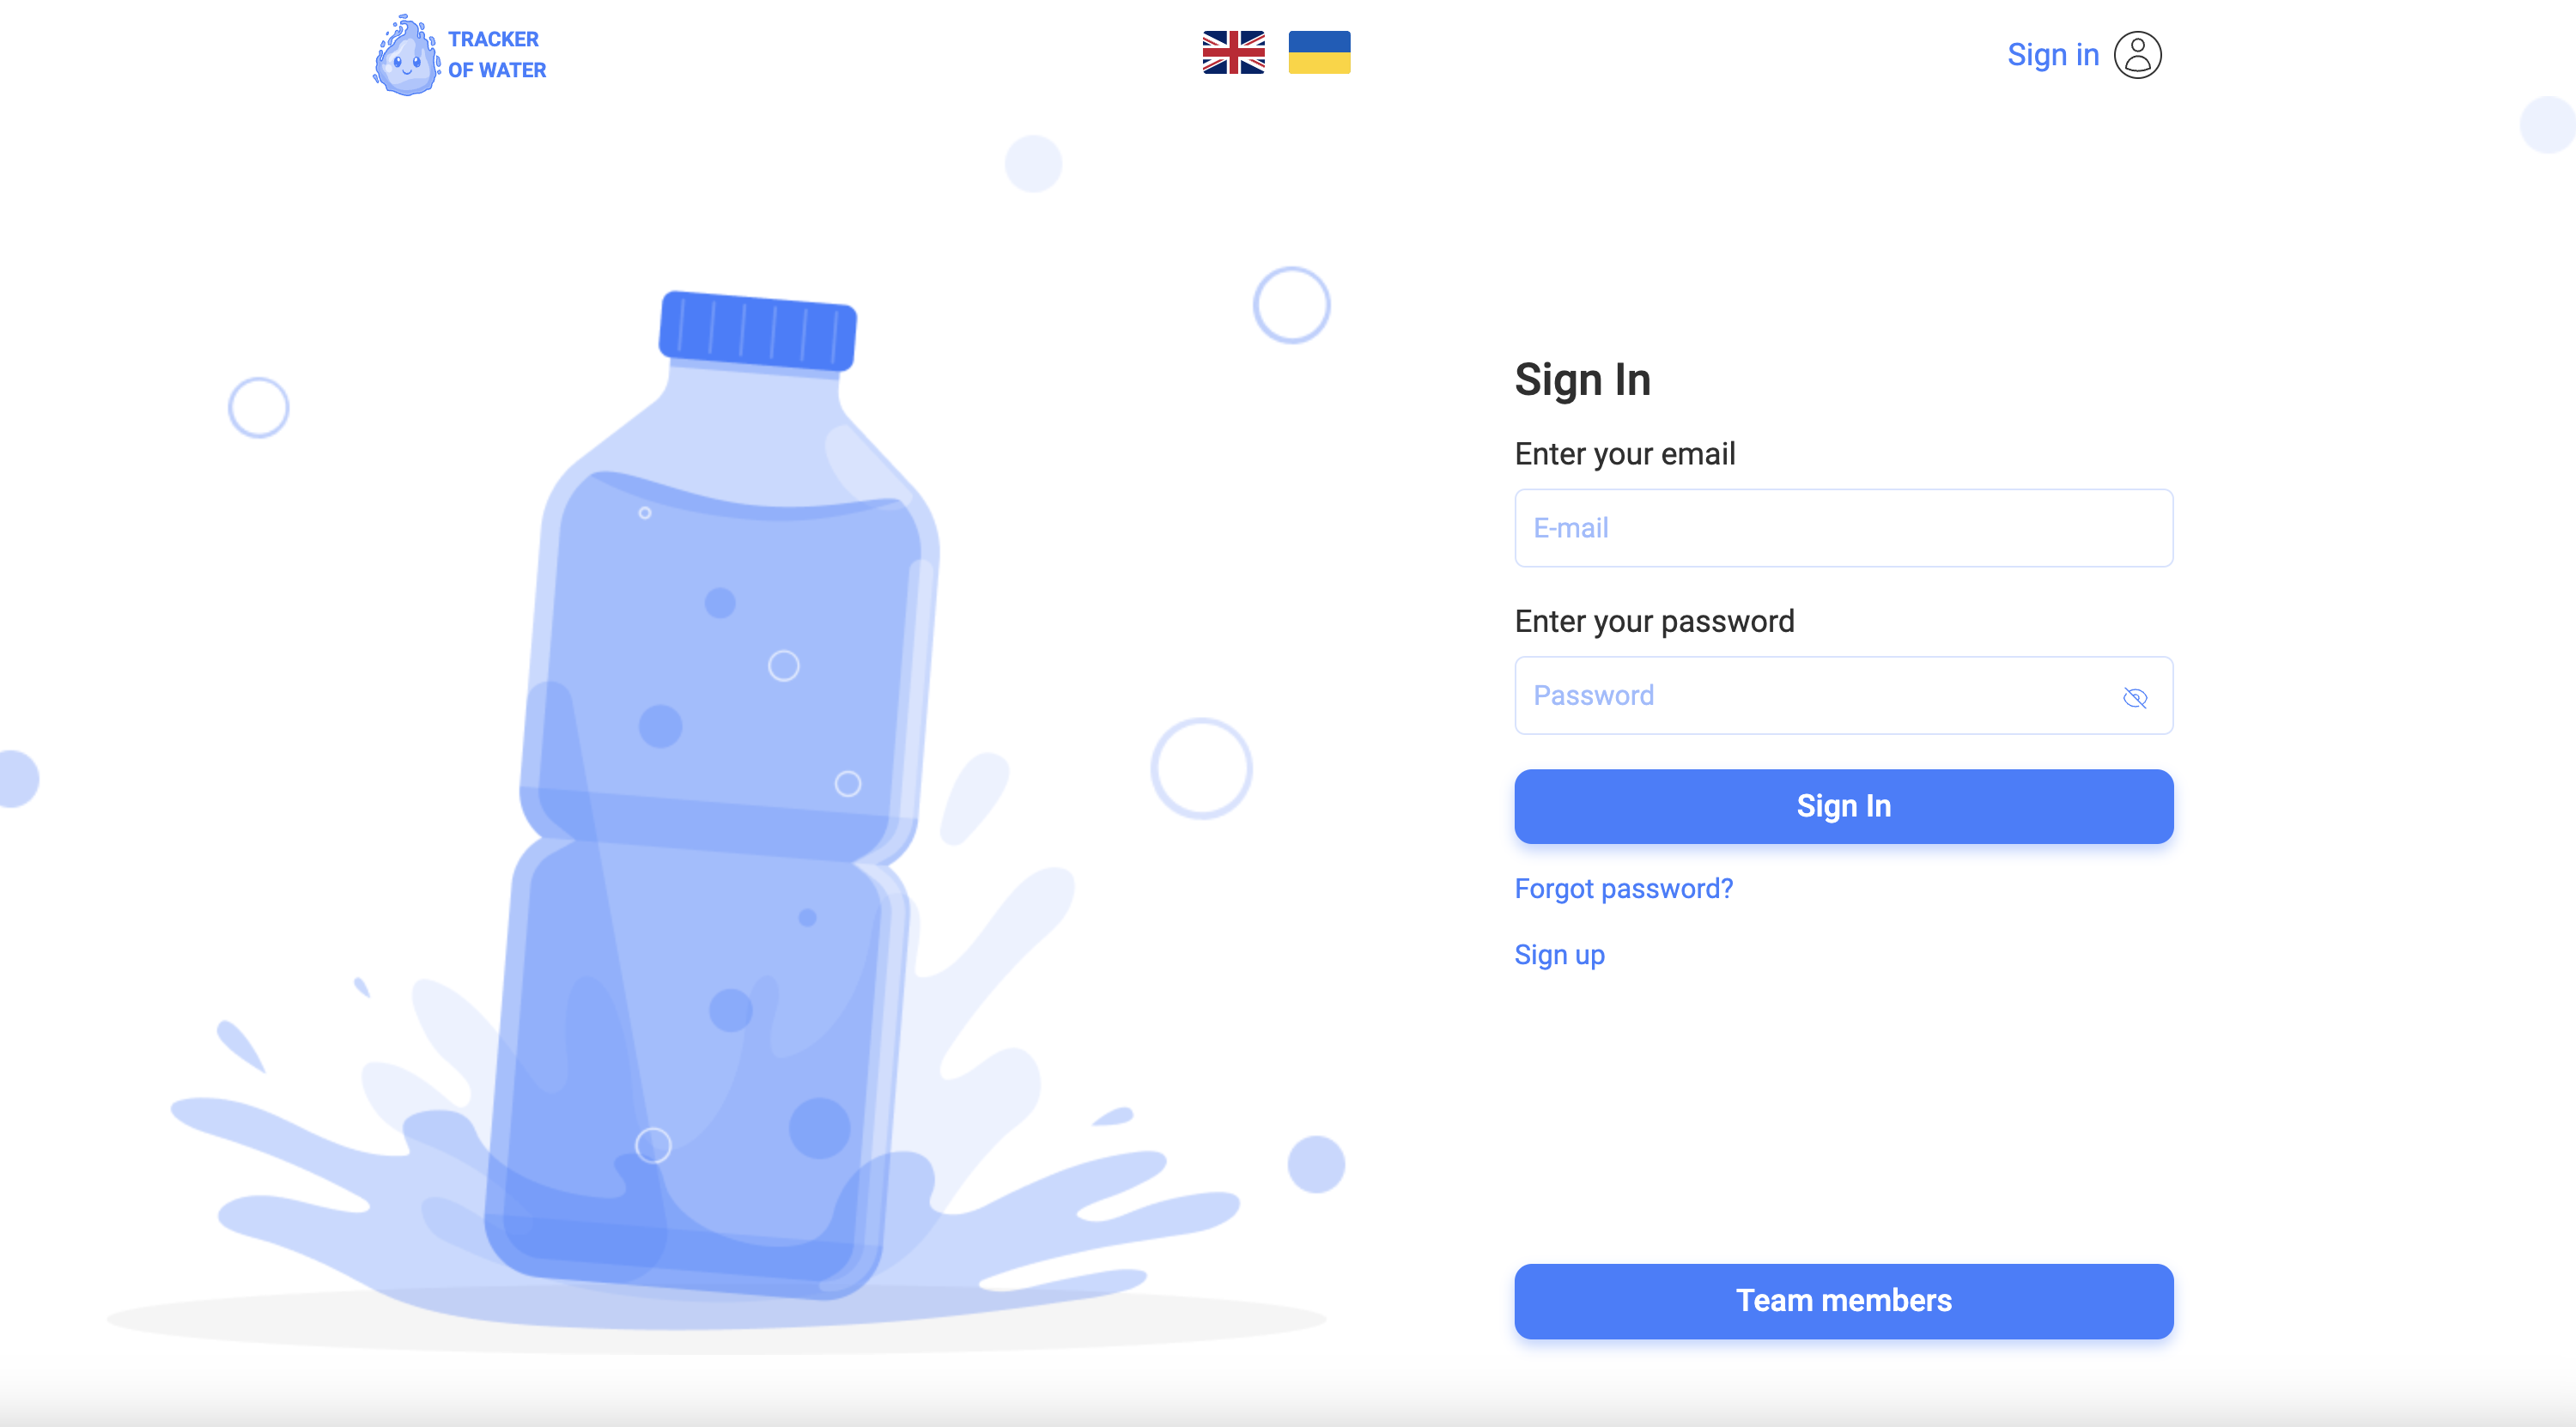 TRACKER
OF WATER
Sign in
Sign In
Enter your email
E-mail
Enter your password
Password
Sign In
Forgot password?
Sign up
Team members